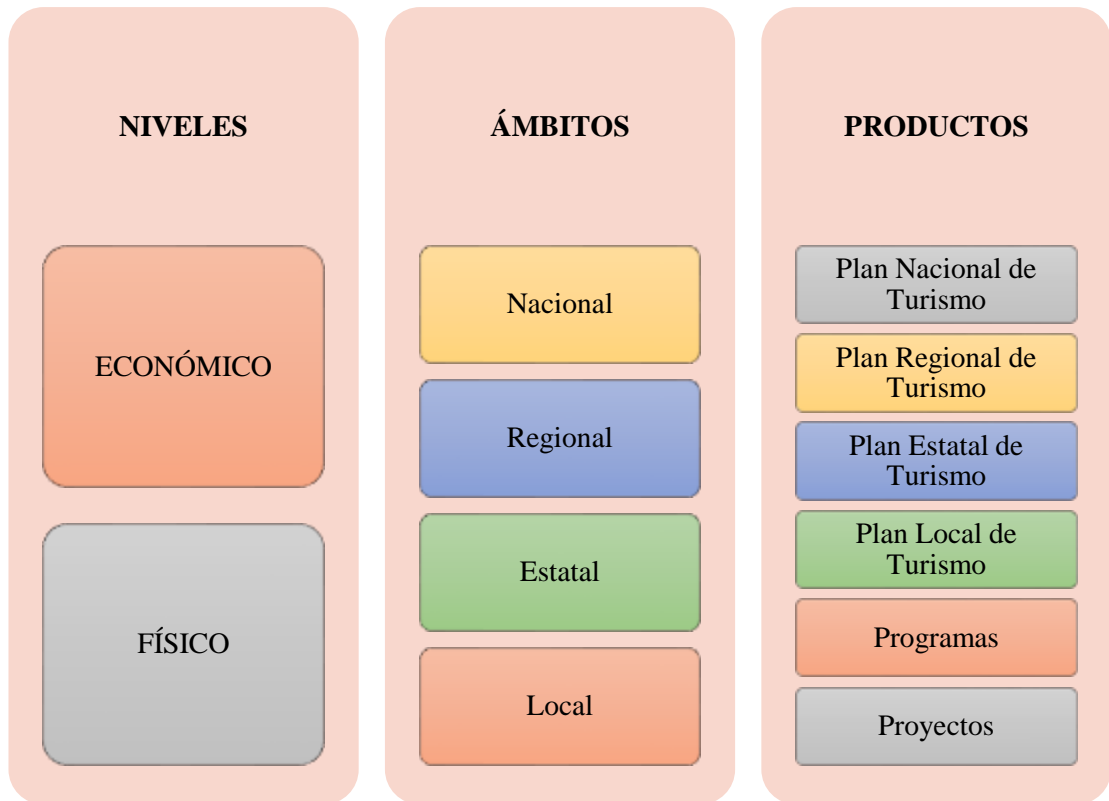 NIVELES
ECONÓMICO
FÍSICO
ÁMBITOS
Nacional
Regional
Estatal
Local
PRODUCTOS
Plan Nacional de
Turismo
Plan Regional de
Turismo
Plan Estatal de
Turismo
Plan Local de
Turismo
Programas
Proyectos